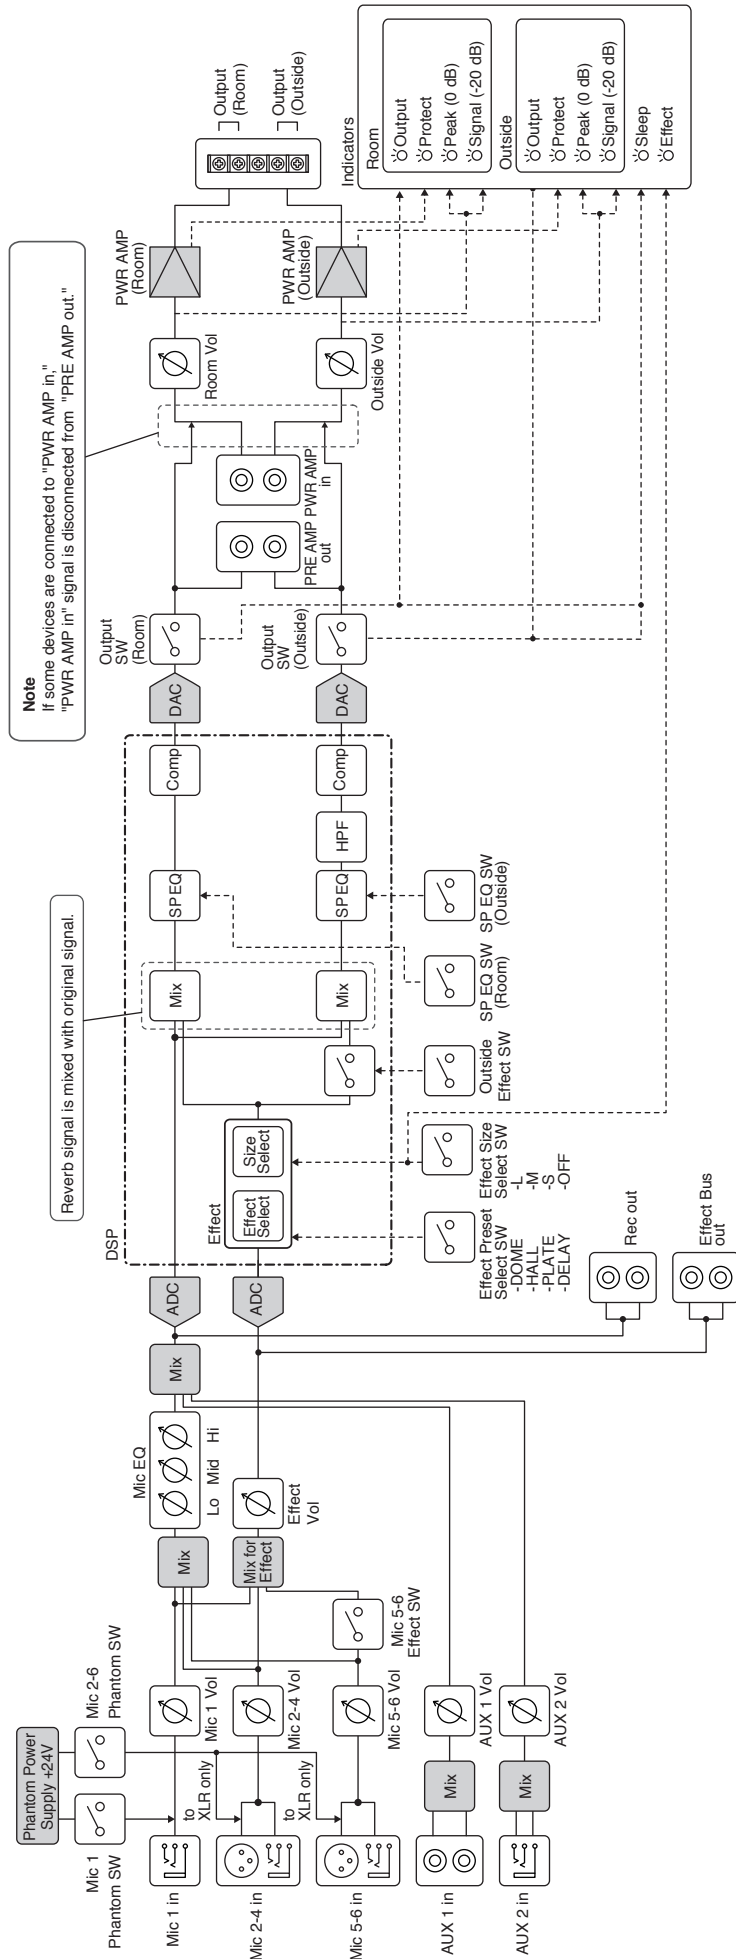 Note
If some devices are connected to "PWR AMP in,"
"PWR AMP in" signal is disconnected from "PRE AMP out."
Reverb signal is mixed with original signal.
Phantom Power
Supply +24V
Mic 1
Phantom SW
Mic 2-6
Phantom SW
Mic 1 in
Mic 2-4 in
Mic 5-6 in
AUX 1 in
AUX 2 in
to
XLR only
to
XLR only
Mix
Mix
Mic 1 Vol
Mic 2-4 Vol
Mic 5-6 Vol
AUX 1 Vol
AUX 2 Vol
Mix
Mix for
Effect
Mic 5-6
Effect SW
Mic EQ
Lo
Mid
Hi
Effect
Vol
Mix
ADC
ADC
Rec out
Effect Bus
out
DSP
Effect
Effect
Select
Size
Select
Effect Preset
Select SW
-DOME
-HALL
-PLATE
-DELAY
Effect Size
Select SW
-L
-M
-S
-OFF
Outside
Effect SW
Mix
Mix
SP EQ SW
(Room)
SP EQ SW
(Outside)
SP EQ
SP EQ
HPF
Comp
Comp
DAC
DAC
Output
SW
(Room)
Output
SW
(Outside)
PRE AMP
out
PWR AMP
in
Room Vol
Outside Vol
PWR AMP
(Room)
PWR AMP
(Outside)
Output
(Room)
Output
(Outside)
Indicators
Room
Output
Protect
Peak (0 dB)
Signal (-20 dB)
Outside
Output
Protect
Peak (0 dB)
Signal (-20 dB)
Sleep
Effect